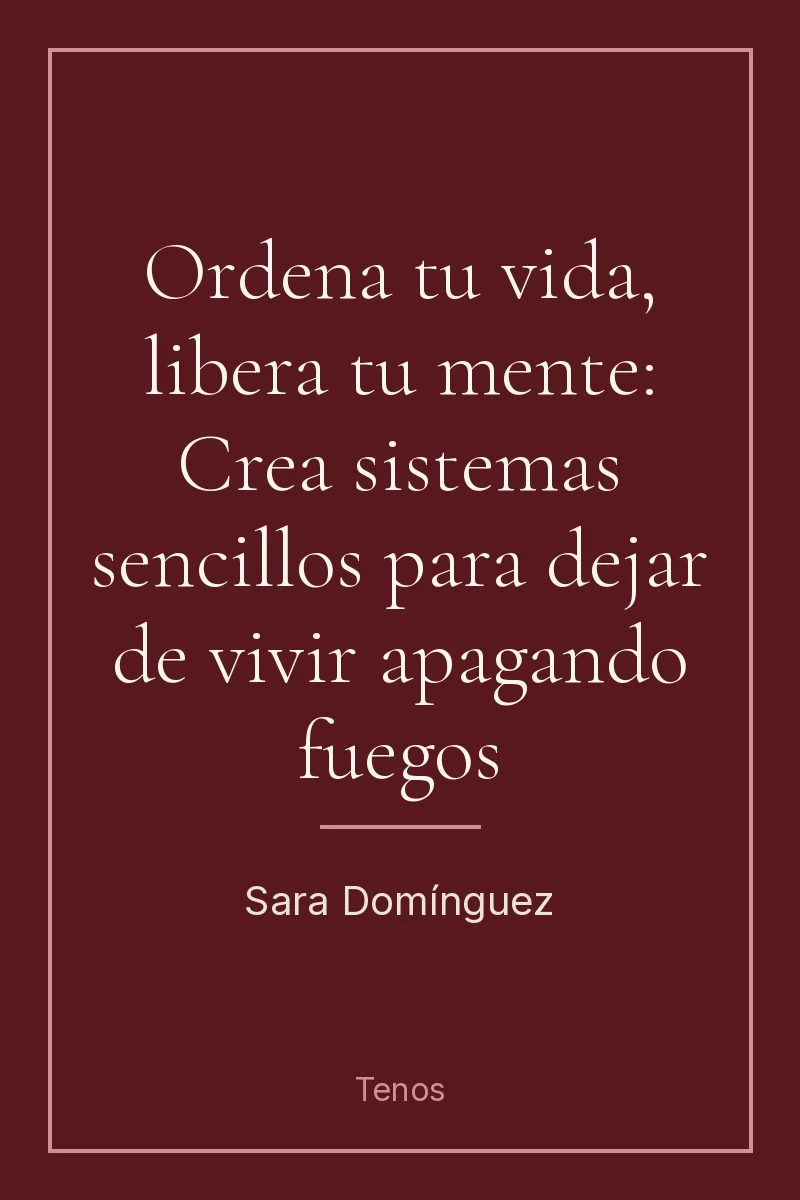 Ordena tu vida,
libera tu mente:
Crea sistemas
sencillos para dejar
de vivir apagando
fuegos
Sara Domínguez
Tenos